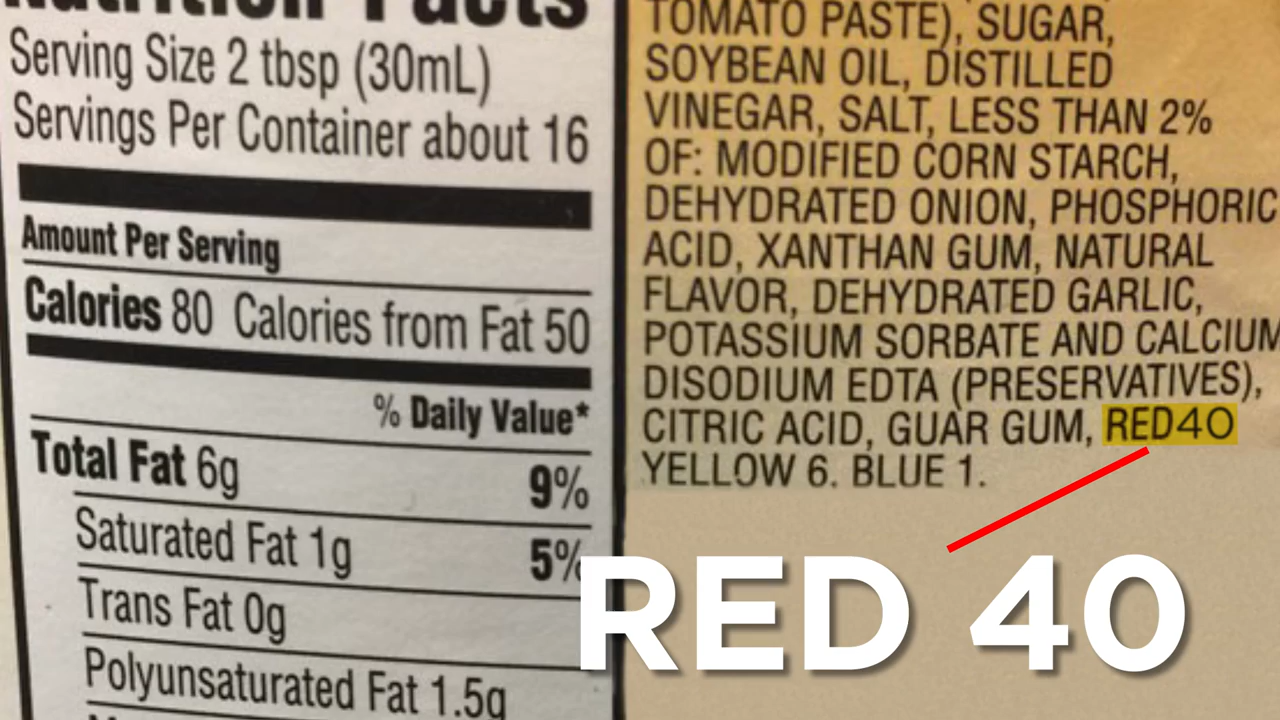 Nutrition Facts
Serving Size 2 tbsp (30mL)
Servings Per Container about 16
Amount Per Serving
Calories 80 Calories from Fat 50
% Daily Value*
Total Fat 6g 9%
Saturated Fat 1g 5%
Trans Fat 0g
Polyunsaturated Fat 1.5g
TOMATO PASTE), SUGAR,
SOYBEAN OIL, DISTILLED
VINEGAR, SALT, LESS THAN 2%
OF: MODIFIED CORN STARCH,
DEHYDRATED ONION, PHOSPHORIC
ACID, XANTHAN GUM, NATURAL
FLAVOR, DEHYDRATED GARLIC,
POTASSIUM SORBATE AND CALCIUM
DISODIUM EDTA (PRESERVATIVES),
CITRIC ACID, GUAR GUM, RED40
YELLOW 6. BLUE 1.
RED 40